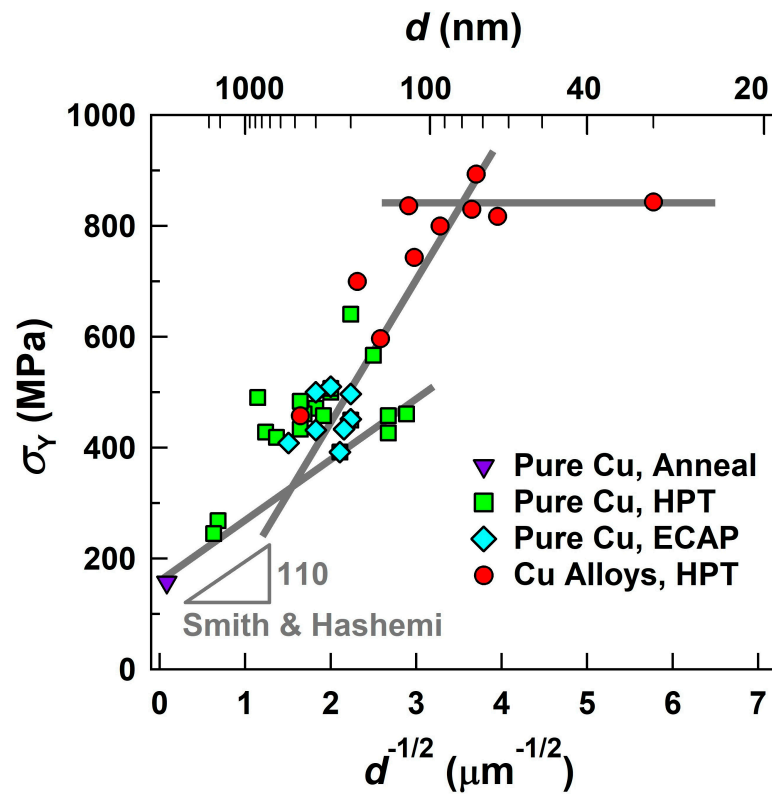 d (nm)
1000 100 40 20
1000
800
600
400
200
0
σY (MPa)
Pure Cu, Anneal
Pure Cu, HPT
Pure Cu, ECAP
Cu Alloys, HPT
110
Smith & Hashemi
0 1 2 3 4 5 6 7
d-1/2 (μm-1/2)